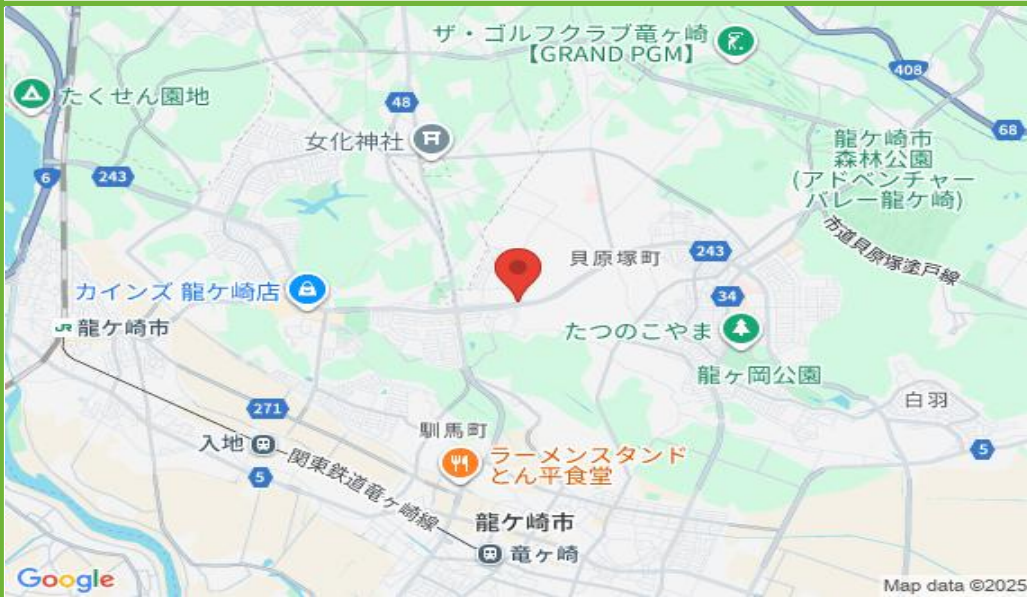 ザ・ゴルフクラブ竜ヶ崎
【GRAND PGM】
408
たくせん園地
48
68
女化神社
龍ケ崎市
森林公園
(アドベンチャー
バレー龍ケ崎)
6
243
市道貝原塚塗戸線
貝原塚町
243
カインズ 龍ケ崎店
34
JR 龍ケ崎市
たつのこやま
龍ヶ岡公園
白羽
271
馴馬町
入地
5
ラーメンスタンド
とん平食堂
5
関東鉄道竜ヶ崎線
龍ケ崎市
竜ヶ崎
Google
Map data ©2025